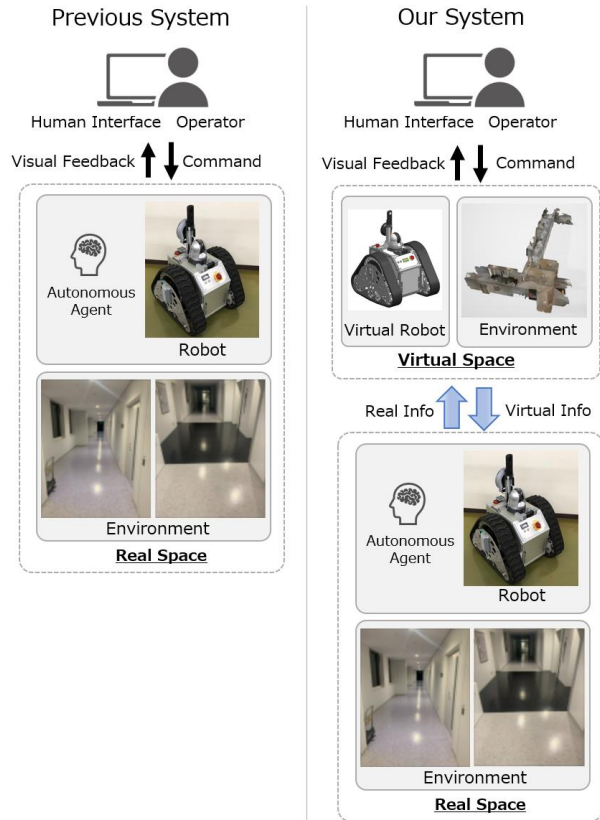 Previous System
Human Interface Operator
Visual Feedback Command
Autonomous
Agent
Robot
Environment
Real Space
Our System
Human Interface Operator
Visual Feedback Command
Virtual Robot Environment
Virtual Space
Real Info Virtual Info
Autonomous
Agent
Robot
Environment
Real Space